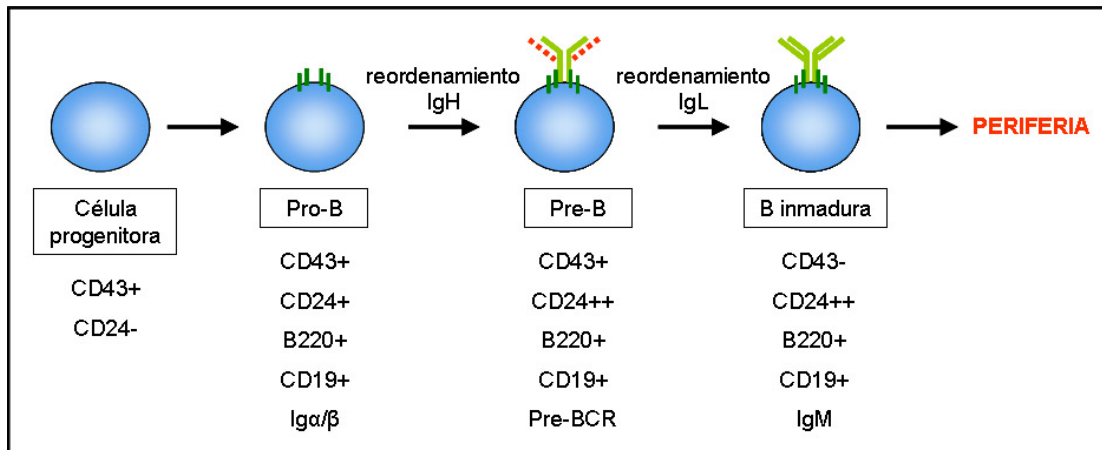 reordenamiento
IgH
reordenamiento
IgL
PERIFERIA
Célula
progenitora
CD43+
CD24-
Pro-B
CD43+
CD24+
B220+
CD19+
Igα/β
Pre-B
CD43+
CD24++
B220+
CD19+
Pre-BCR
B inmadura
CD43-
CD24++
B220+
CD19+
IgM